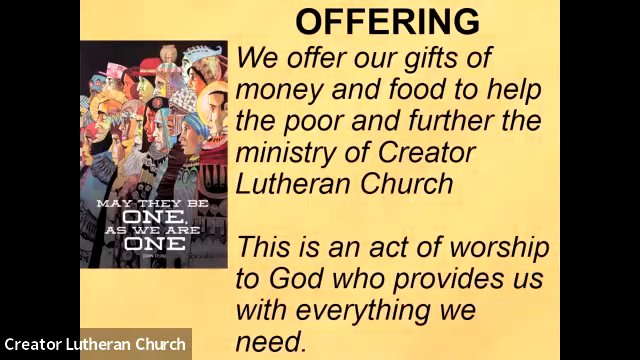 OFFERING
We offer our gifts of
money and food to help
the poor and further the
ministry of Creator
Lutheran Church
This is an act of worship
to God who provides us
with everything we
need.
MAY THEY BE
ONE,
AS WE ARE
ONE
Creator Lutheran Church